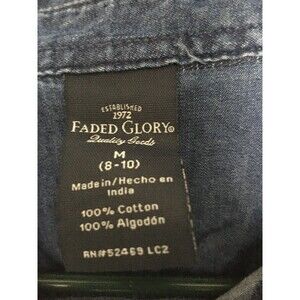 ESTABLISHED
1972
FADED GLORY®
Quality Goods
M
(8-10)
Made in/Hecho en
India
100% Cotton
100% Algodón
RN#52469 LC2